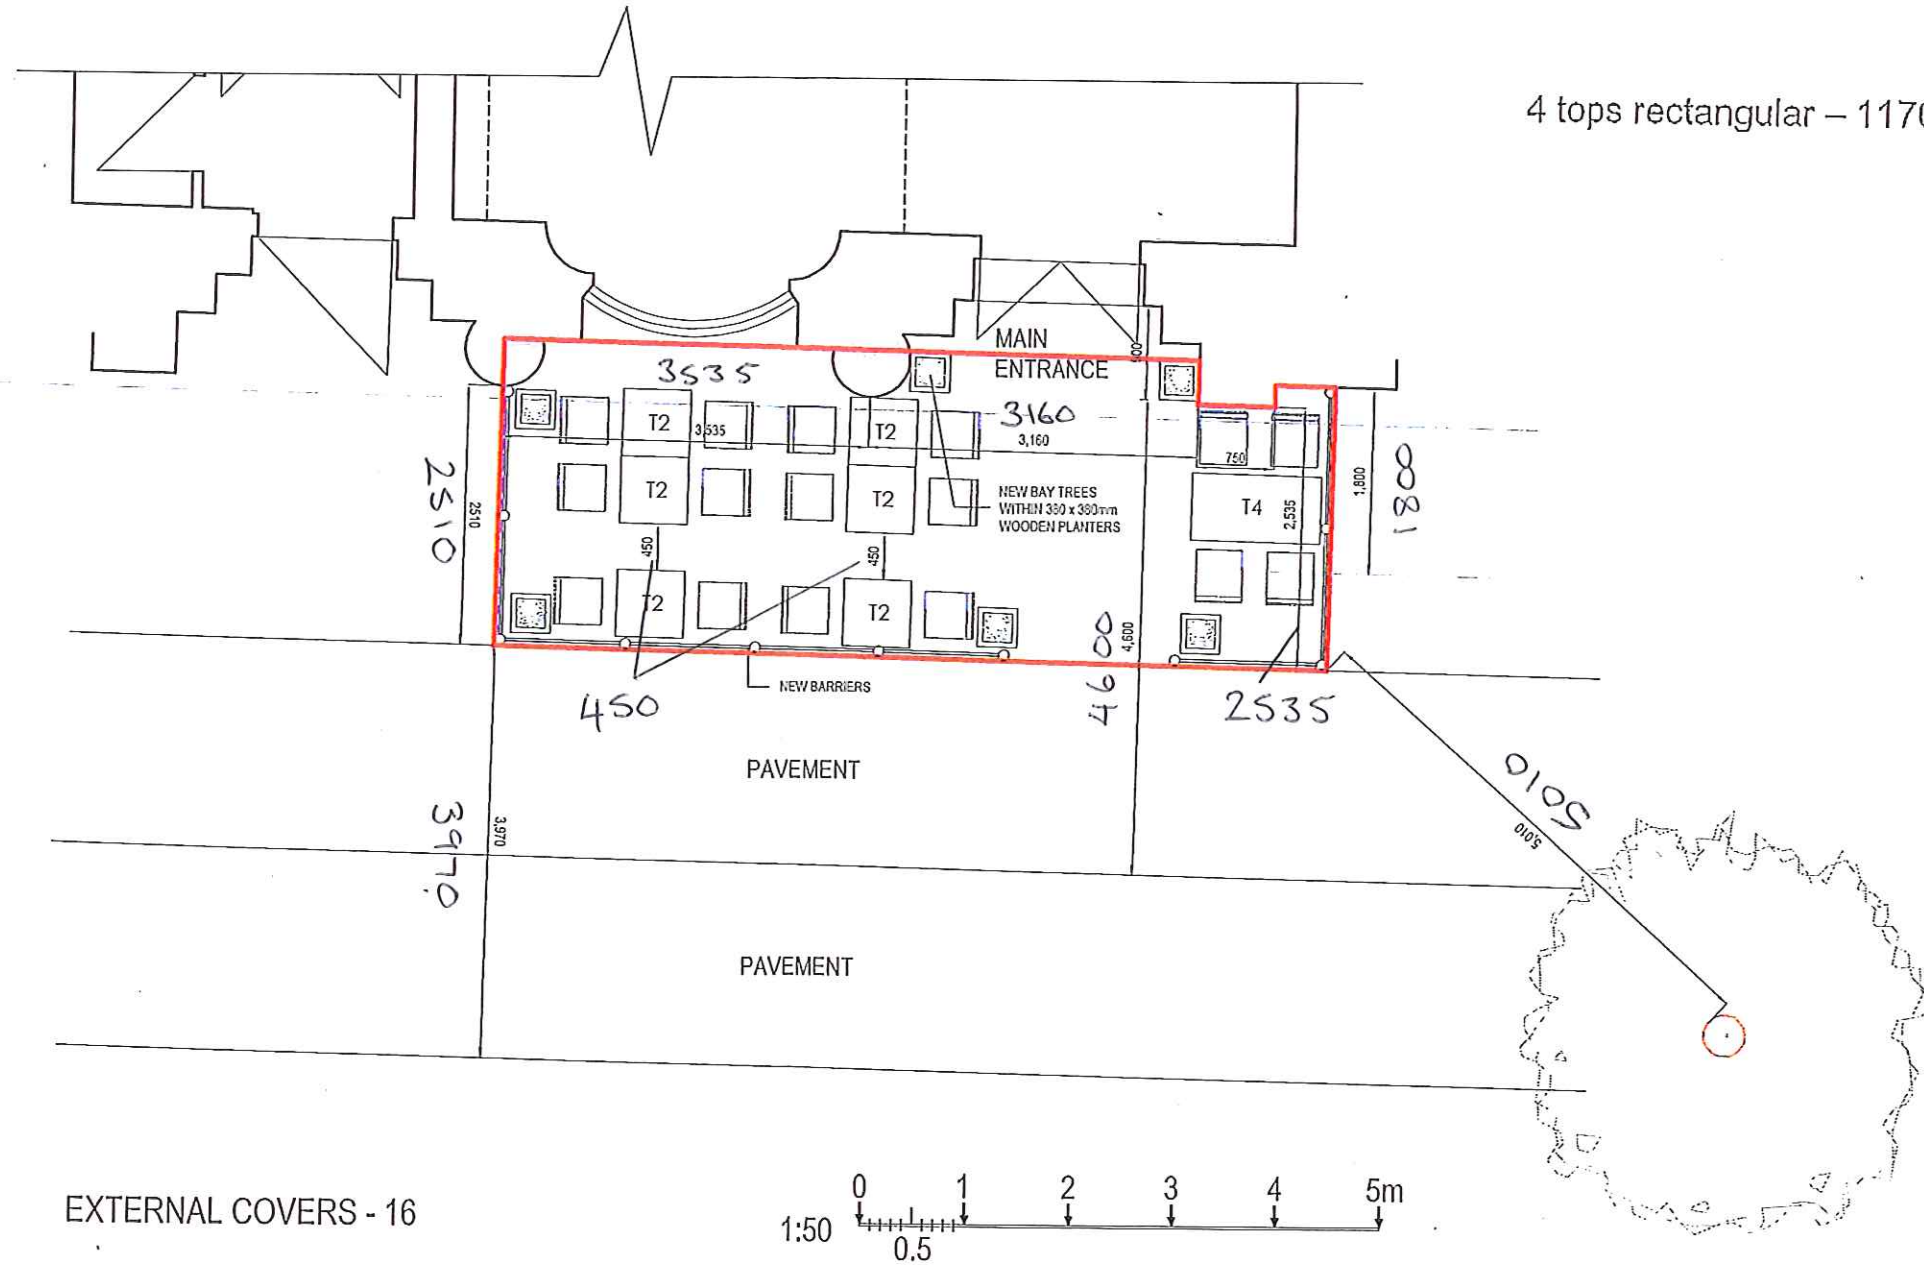 4 tops rectangular – 1170
MAIN
ENTRANCE
900
3535
3,535
3160
3,160
T2
T2
T2
T2
T2
T2
T4
750
2,535
1,800
1800
2510
2510
NEW BAY TREES
WITHIN 380 x 380mm
WOODEN PLANTERS
450
450
450
NEW BARRIERS
4600
4,600
2535
5010
5,010
PAVEMENT
3970
3,970
PAVEMENT
EXTERNAL COVERS - 16
1:50
0 1 2 3 4 5m
0.5